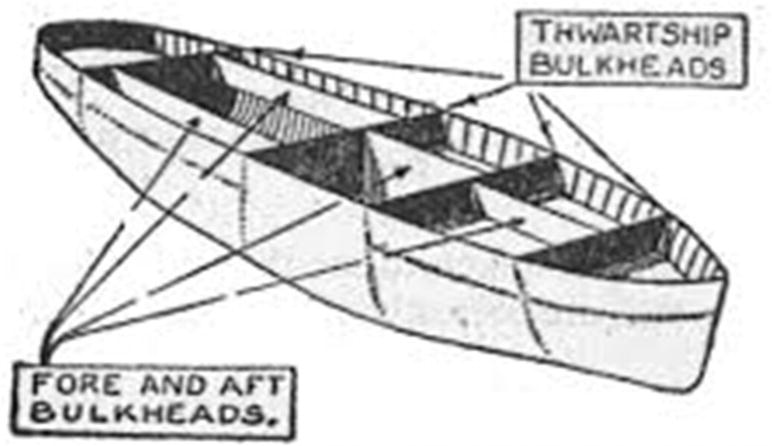 THWARTSHIP
BULKHEADS
FORE AND AFT
BULKHEADS.